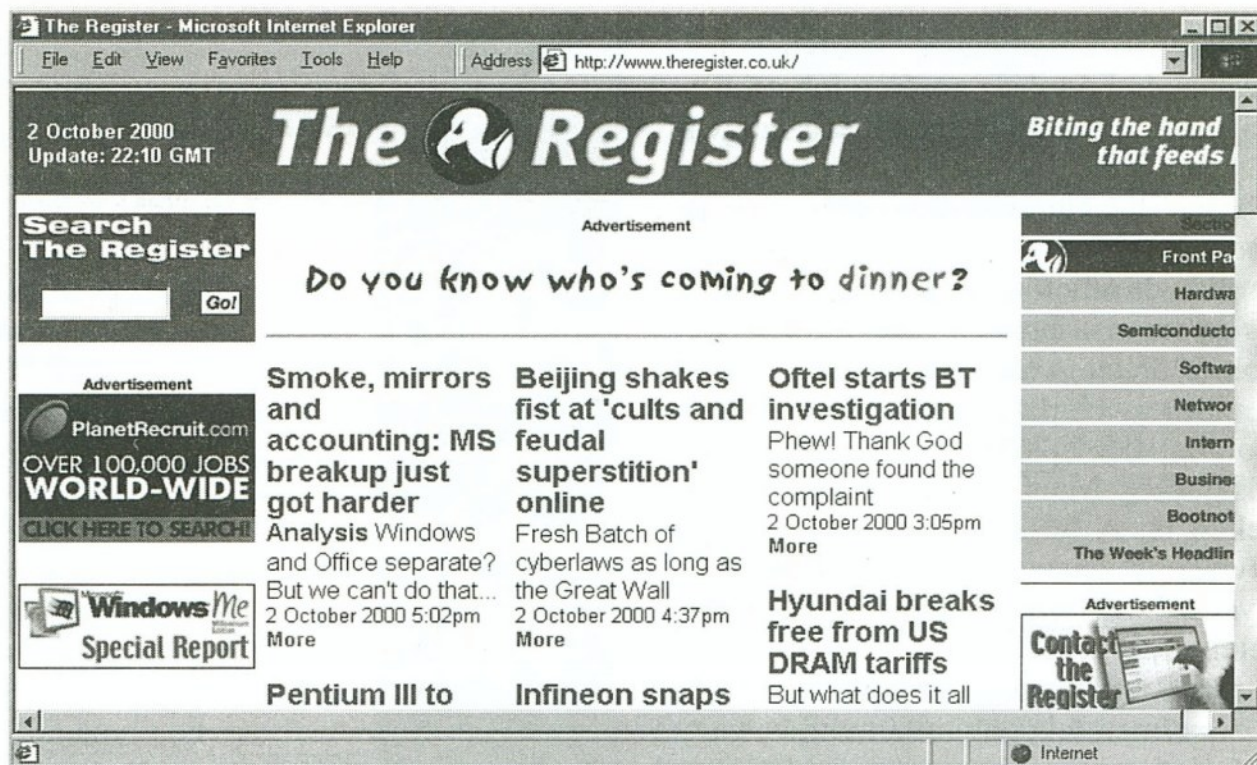 The Register - Microsoft Internet Explorer
File Edit View Favorites Tools Help Address http://www.theregister.co.uk/
2 October 2000
Update: 22:10 GMT
The Register
Biting the hand
that feeds
Search
The Register
Go!
Advertisement
PlanetRecruit.com
OVER 100,000 JOBS
WORLD-WIDE
CLICK HERE TO SEARCH!
Microsoft
Windows Me
Millennium
Edition
Special Report
Advertisement
Do you know who's coming to dinner?
Smoke, mirrors
and
accounting: MS
breakup just
got harder
Analysis Windows
and Office separate?
But we can't do that...
2 October 2000 5:02pm
More
Pentium III to
Beijing shakes
fist at 'cults and
feudal
superstition'
online
Fresh Batch of
cyberlaws as long as
the Great Wall
2 October 2000 4:37pm
More
Infineon snaps
Oftel starts BT
investigation
Phew! Thank God
someone found the
complaint
2 October 2000 3:05pm
More
Hyundai breaks
free from US
DRAM tariffs
But what does it all
Sectio
Front Pa
Hardwa
Semiconducto
Softwa
Networ
Intern
Busine
Bootnot
The Week's Headlin
Advertisement
Contact
the
Register
Internet